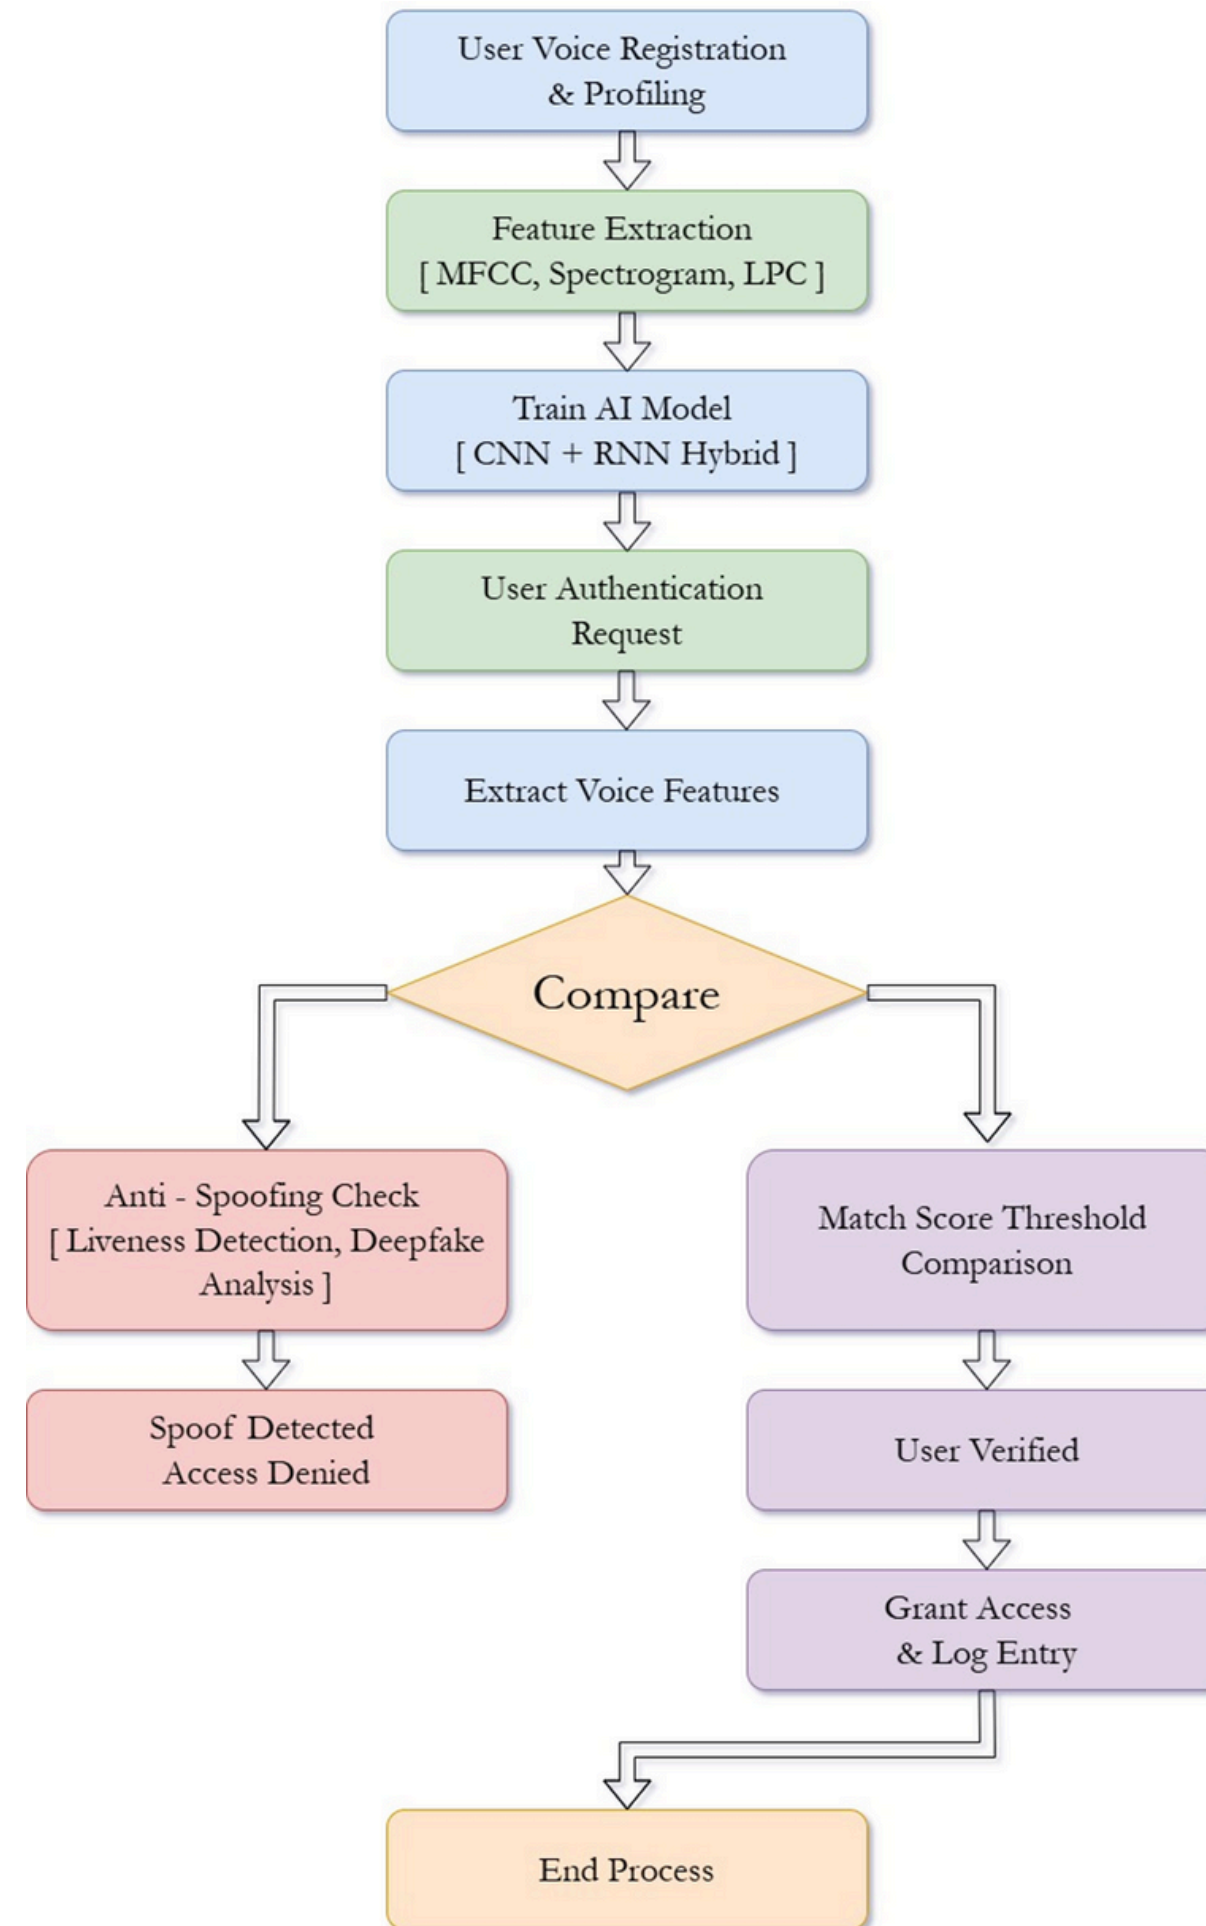 User Voice Registration
& Profiling
Feature Extraction
[ MFCC, Spectrogram, LPC ]
Train AI Model
[ CNN + RNN Hybrid ]
User Authentication
Request
Extract Voice Features
Compare
Anti - Spoofing Check
[ Liveness Detection, Deepfake
Analysis ]
Match Score Threshold
Comparison
Spoof Detected
Access Denied
User Verified
Grant Access
& Log Entry
End Process